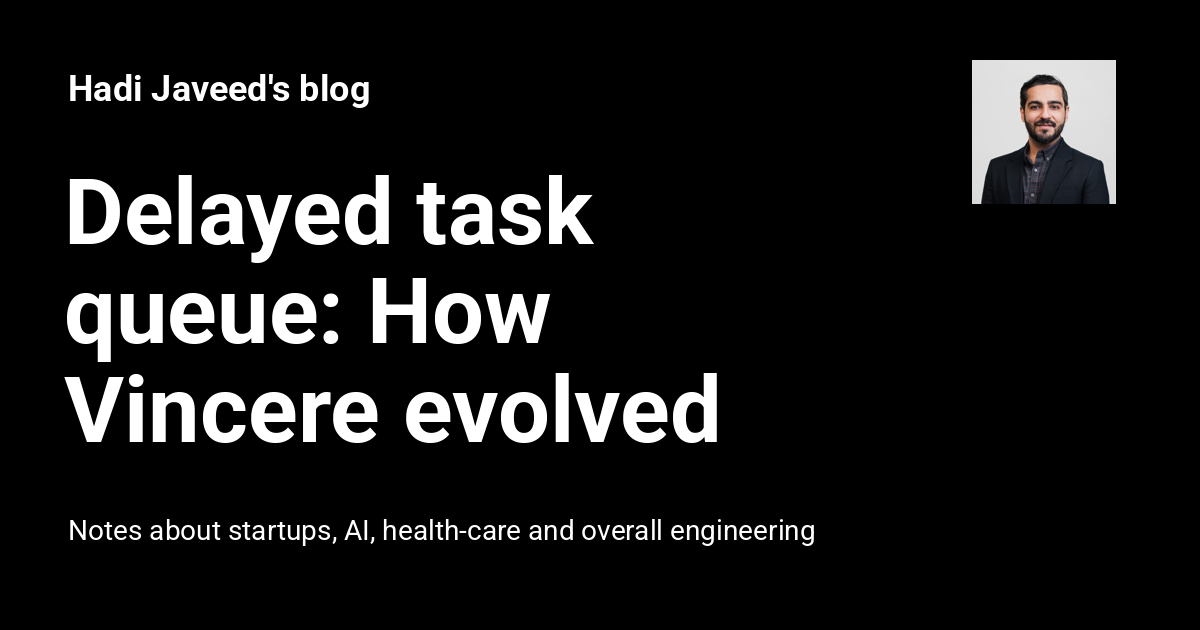 Hadi Javeed's blog
Delayed task
queue: How
Vincere evolved
Notes about startups, AI, health-care and overall engineering